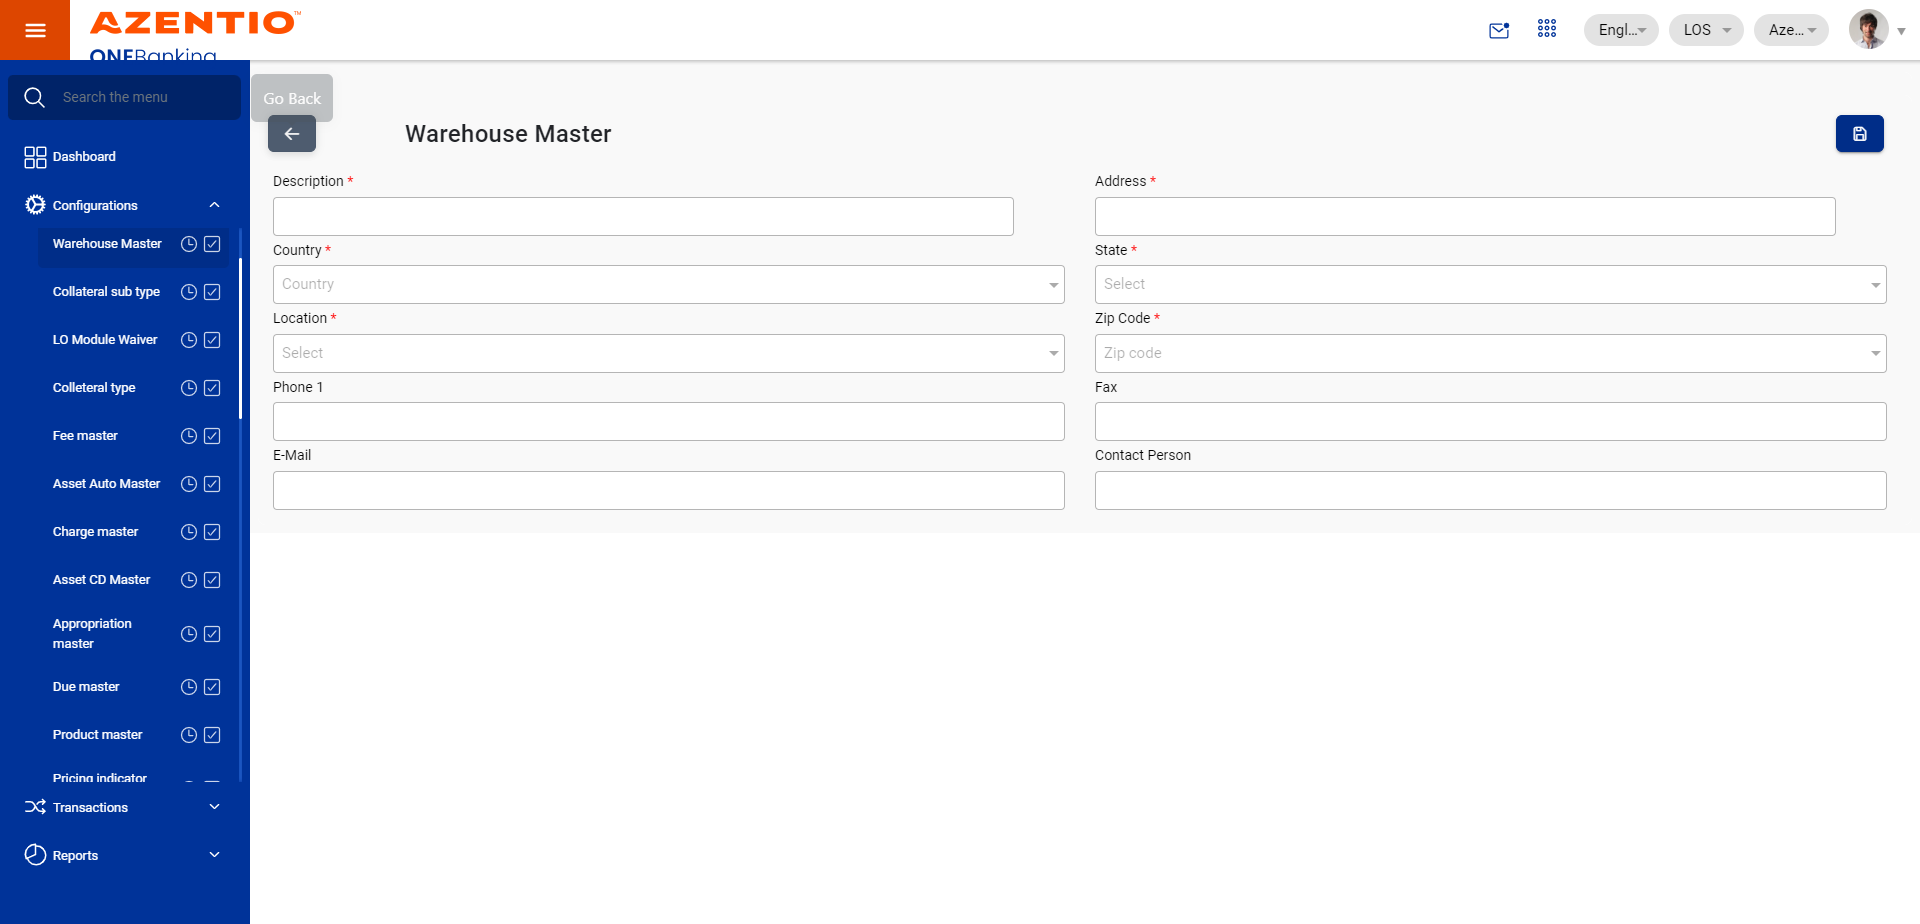 AZENTIO™
ONEBanking
Engl...
LOS
Aze...
Search the menu
Go Back
Warehouse Master
Dashboard
Configurations
Warehouse Master
Collateral sub type
LO Module Waiver
Colleteral type
Fee master
Asset Auto Master
Charge master
Asset CD Master
Appropriation
master
Due master
Product master
Pricing indicator
Transactions
Reports
Description *
Address *
Country *
Country
State *
Select
Location *
Select
Zip Code *
Zip code
Phone 1
Fax
E-Mail
Contact Person